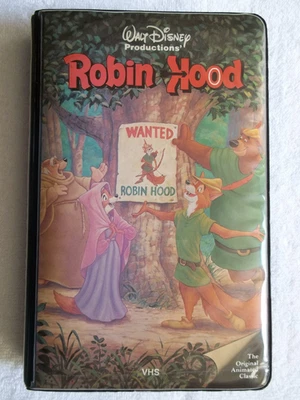 Walt Disney
Productions'
Robin Hood
WANTED
ROBIN HOOD
The
Original
Animated
Classic
VHS